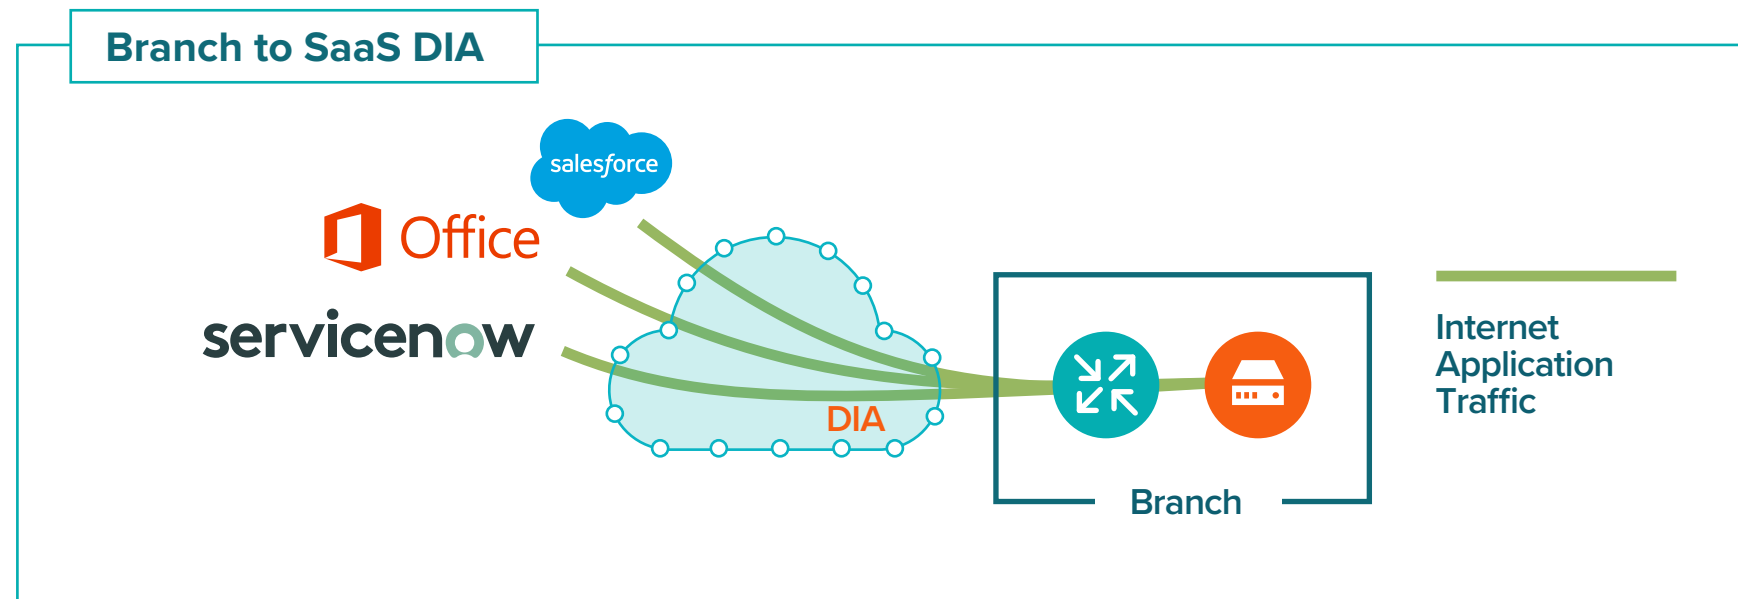 Branch to SaaS DIA
salesforce
Office
servicenow
DIA
Branch
Internet
Application
Traffic